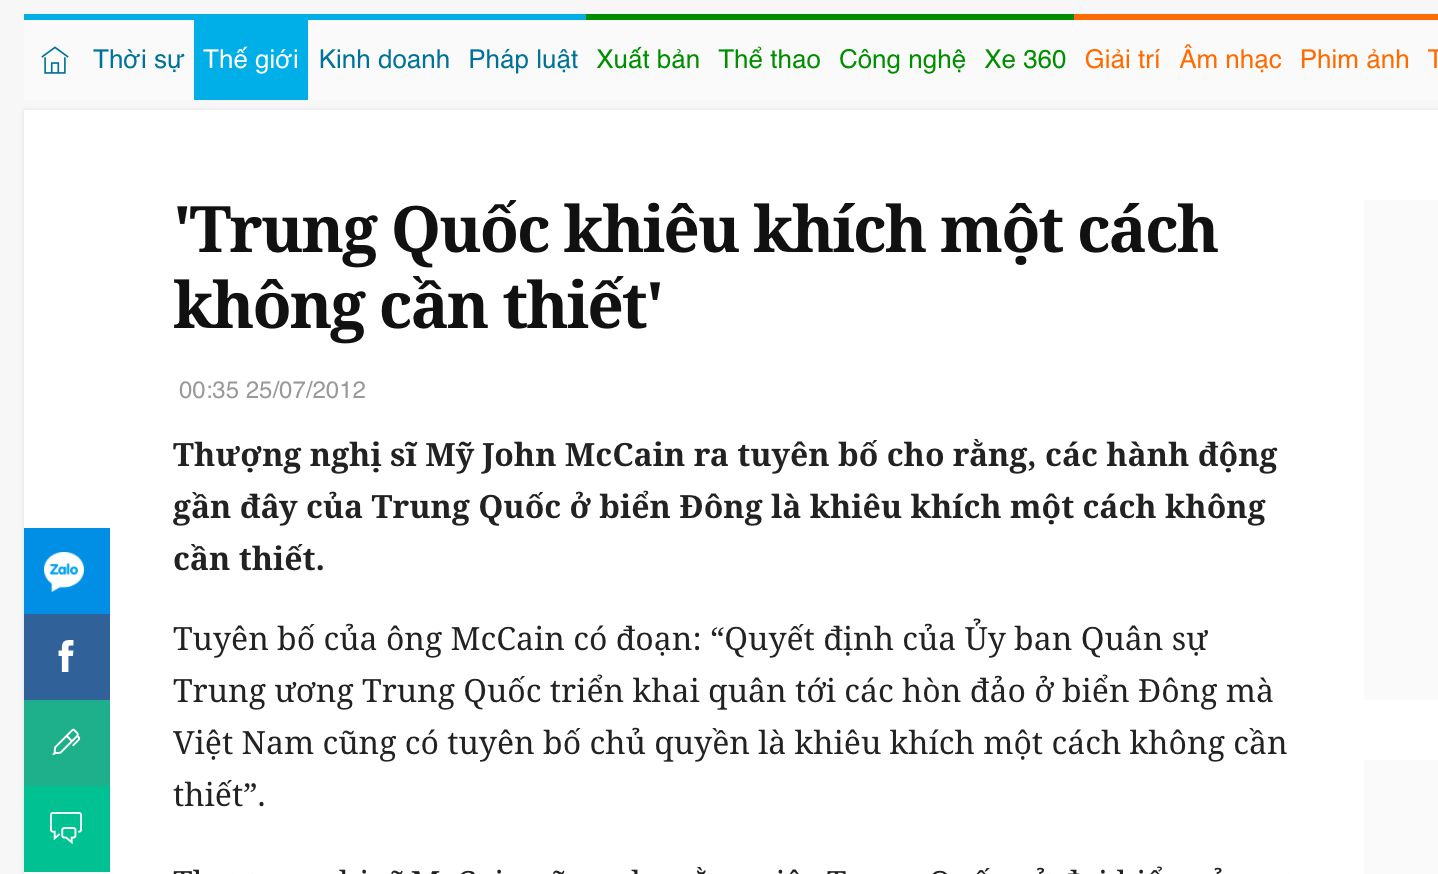 Thời sự Thế giới Kinh doanh Pháp luật Xuất bản Thể thao Công nghệ Xe 360 Giải trí Âm nhạc Phim ảnh
'Trung Quốc khiêu khích một cách
không cần thiết'
00:35 25/07/2012
Thượng nghị sĩ Mỹ John McCain ra tuyên bố cho rằng, các hành động
gần đây của Trung Quốc ở biển Đông là khiêu khích một cách không
cần thiết.
Zalo
Tuyên bố của ông McCain có đoạn: “Quyết định của Ủy ban Quân sự
Trung ương Trung Quốc triển khai quân tới các hòn đảo ở biển Đông mà
Việt Nam cũng có tuyên bố chủ quyền là khiêu khích một cách không cần
thiết”.